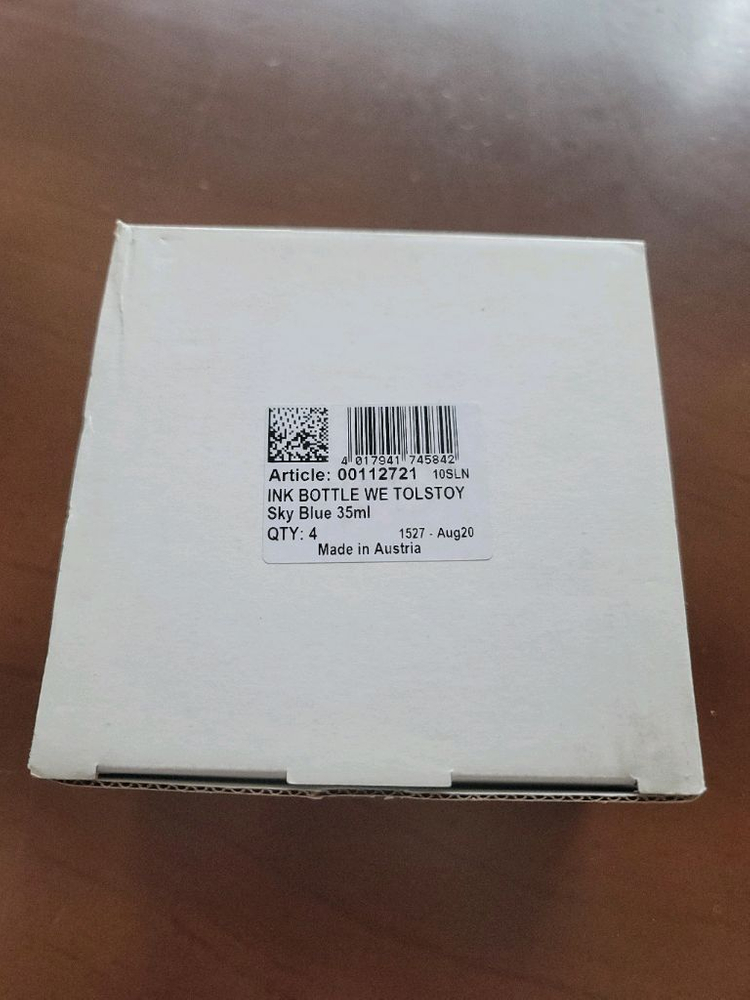 4 017941 745842
Article: 00112721 10SLN
INK BOTTLE WE TOLSTOY
Sky Blue 35ml
QTY: 4 1527 - Aug20
Made in Austria